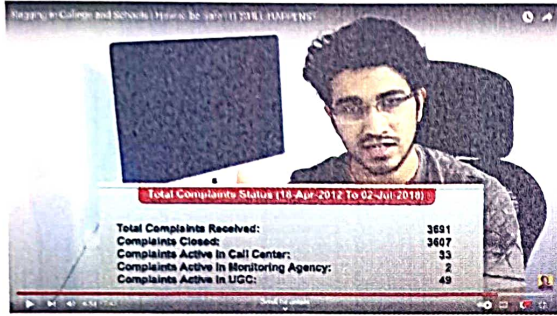 Ragging in College and Schools | How to be safe | IT STILL HAPPENS
Total Complaints Status (18-Apr-2012 To 02-Jul-2018)
Total Complaints Received: 3691
Complaints Closed: 3607
Complaints Active In Call Center: 33
Complaints Active In Monitoring Agency: 2
Complaints Active In UGC: 49